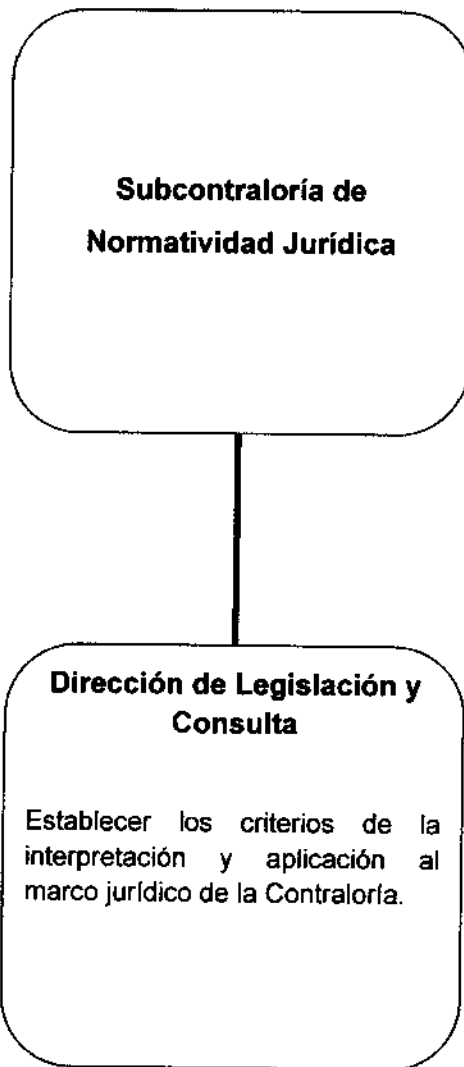 Subcontraloría de
Normatividad Jurídica
Dirección de Legislación y
Consulta
Establecer los criterios de la
interpretación y aplicación al
marco jurídico de la Contraloría.